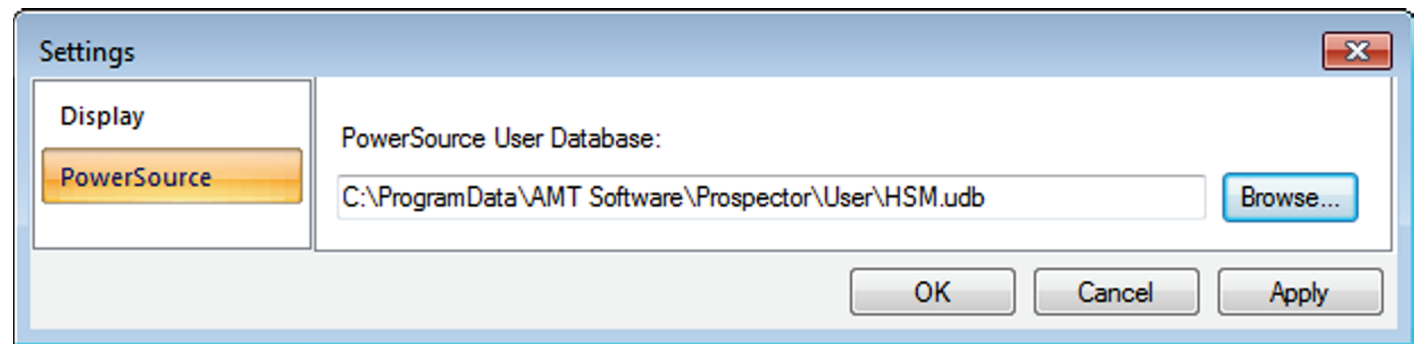 Settings
Display
PowerSource
PowerSource User Database:
C:\ProgramData\AMT Software\Prospector\User\HSM.udb
Browse...
OK
Cancel
Apply